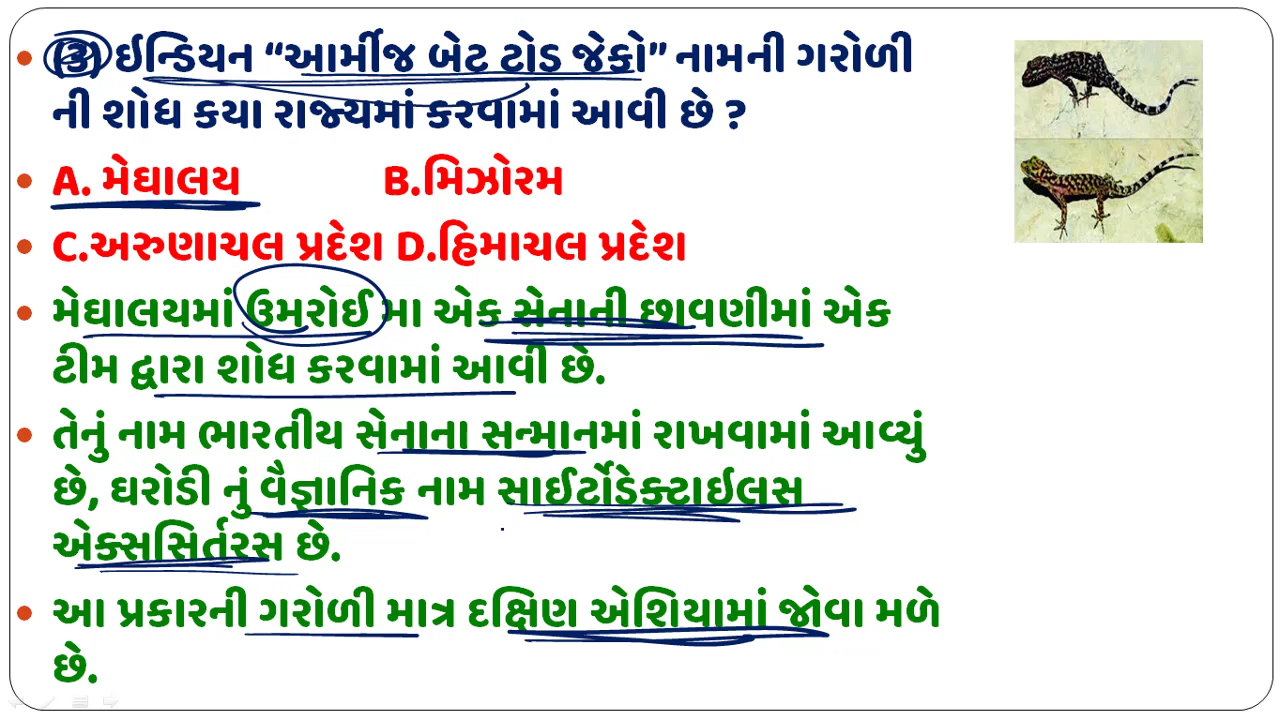 (3) ઇન્ડિયન “આર્મીજ બેટ ટોડ જેકો” નામની ગરોળી
ની શોધ કયા રાજ્યમાં કરવામાં આવી છે ?
A. મેઘાલય B.મિઝોરમ
C.અરુણાચલ પ્રદેશ D.હિમાચલ પ્રદેશ
મેઘાલયમાં ઉમરોઈ મા એક સેનાની છાવણીમાં એક
ટીમ દ્વારા શોધ કરવામાં આવી છે.
તેનું નામ ભારતીય સેનાના સન્માનમાં રાખવામાં આવ્યું
છે, ઘરોડી નું વૈજ્ઞાનિક નામ સાઈર્ટોડેક્ટાઇલસ
એક્સસિર્તરસ છે.
આ પ્રકારની ગરોળી માત્ર દક્ષિણ એશિયામાં જોવા મળે
છે.